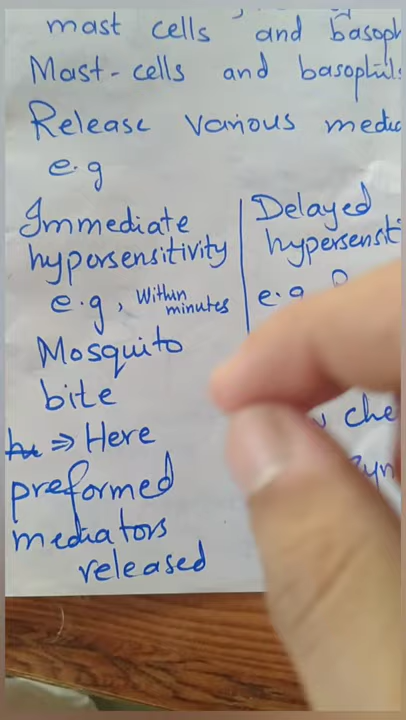 mast cells and
Mast-cells and basophils
Release various
e.g
Immediate
hypersensitivity
e.g, Within
minutes
Mosquito
bite
⇒ Here
preformed
mediators
released
Delayed
e.g